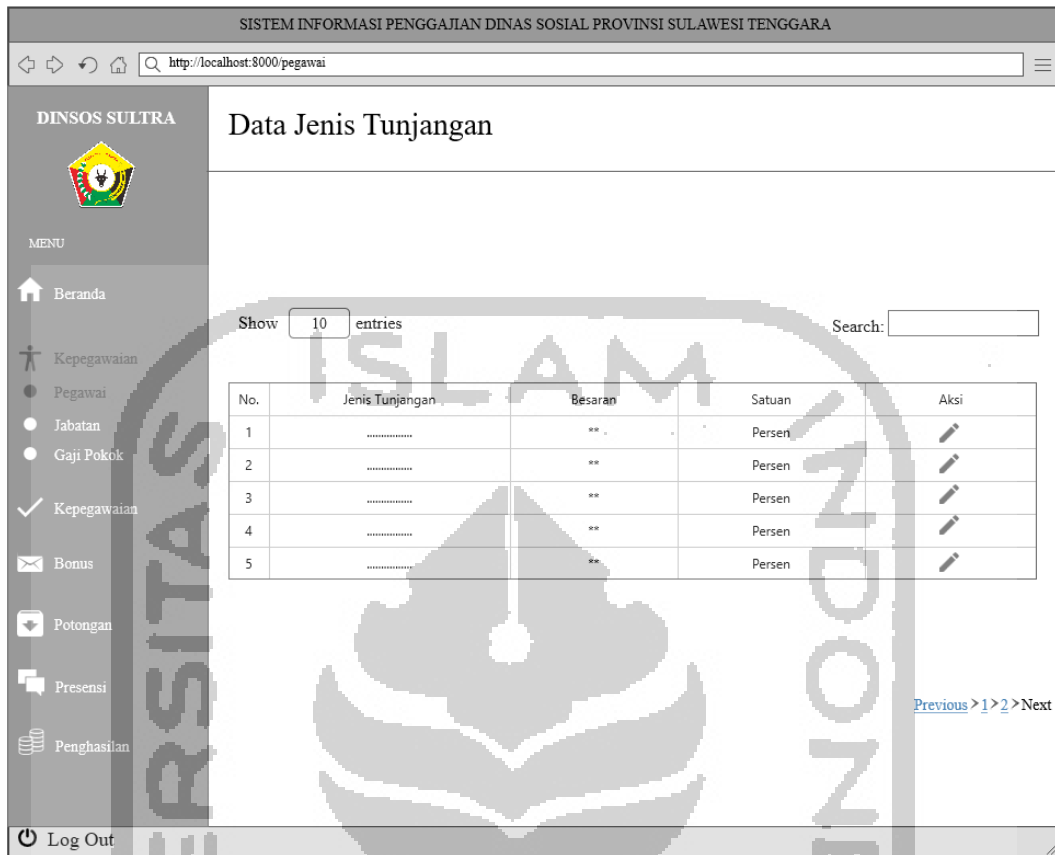 SISTEM INFORMASI PENGGAJIAN DINAS SOSIAL PROVINSI SULAWESI TENGGARA
http://localhost:8000/pegawai
DINSOS SULTRA
MENU
Beranda
Kepegawaian
Pegawai
Jabatan
Gaji Pokok
Kepegawaian
Bonus
Potongan
Presensi
Penghasilan
Log Out
Data Jenis Tunjangan
Show 10 entries Search:
No. Jenis Tunjangan Besaran Satuan Aksi
1 ................ ** Persen
2 ................ ** Persen
3 ................ ** Persen
4 ................ ** Persen
5 ................ ** Persen
Previous > 1 > 2 > Next
ISLAM